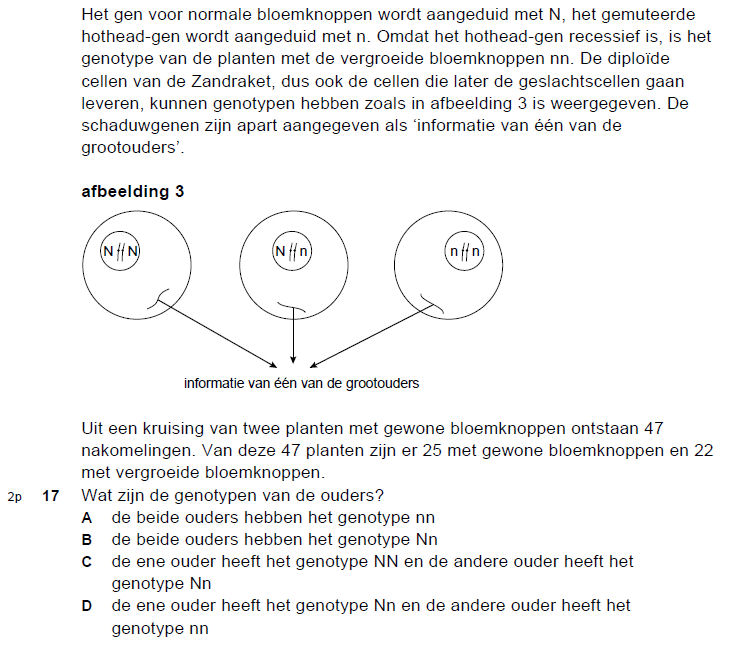 Het gen voor normale bloemknoppen wordt aangeduid met N, het gemuteerde
hothead-gen wordt aangeduid met n. Omdat het hothead-gen recessief is, is het
genotype van de planten met de vergroeide bloemknoppen nn. De diploïde
cellen van de Zandraket, dus ook de cellen die later de geslachtscellen gaan
leveren, kunnen genotypen hebben zoals in afbeelding 3 is weergegeven. De
schaduwgenen zijn apart aangegeven als ‘informatie van één van de
grootouders’.
afbeelding 3
N N
N n
n n
informatie van één van de grootouders
Uit een kruising van twee planten met gewone bloemknoppen ontstaan 47
nakomelingen. Van deze 47 planten zijn er 25 met gewone bloemknoppen en 22
met vergroeide bloemknoppen.
2p 17 Wat zijn de genotypen van de ouders?
A de beide ouders hebben het genotype nn
B de beide ouders hebben het genotype Nn
C de ene ouder heeft het genotype NN en de andere ouder heeft het
genotype Nn
D de ene ouder heeft het genotype Nn en de andere ouder heeft het
genotype nn